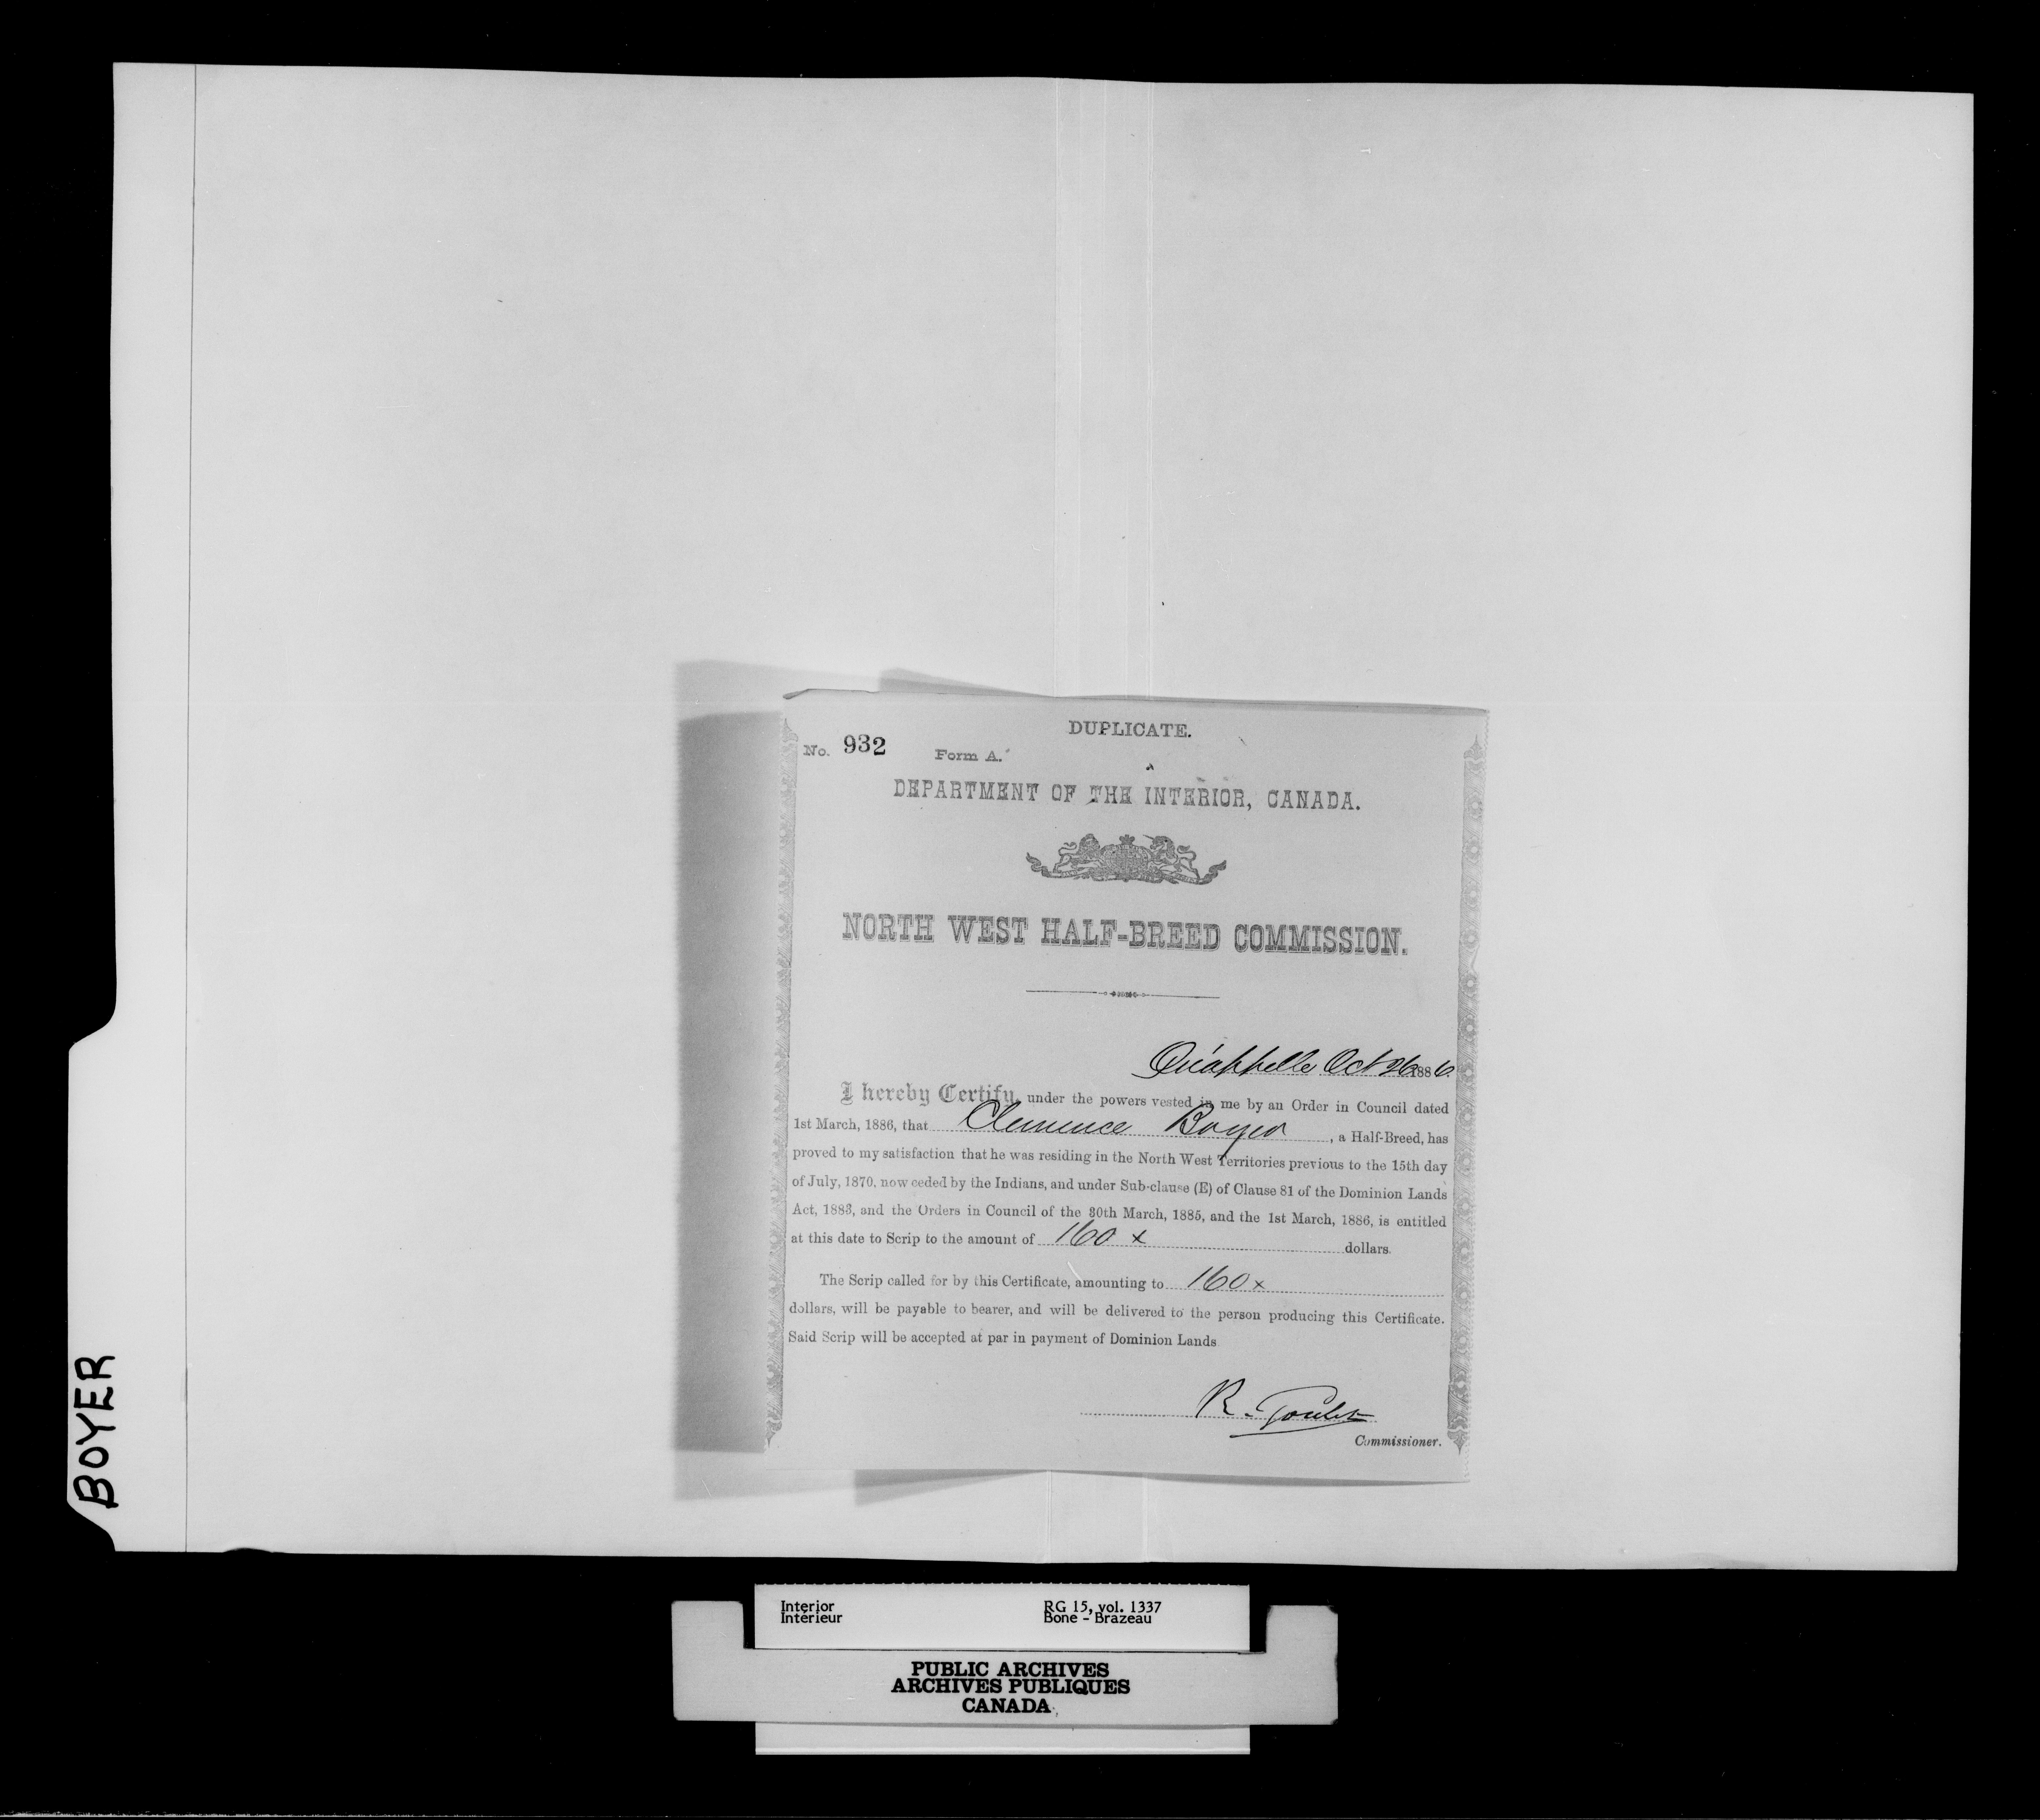 DUPLICATE.
No. 932 Form A.
DEPARTMENT OF THE INTERIOR, CANADA.
NORTH WEST HALF-BREED COMMISSION.
Qu'appelle Oct 26 1886
I hereby Certify, under the powers vested in me by an Order in Council dated
1st March, 1886, that Clemence Boyer, a Half-Breed, has
proved to my satisfaction that he was residing in the North West Territories previous to the 15th day
of July, 1870, now ceded by the Indians, and under Sub-clause (E) of Clause 81 of the Dominion Lands
Act, 1883, and the Orders in Council of the 30th March, 1885, and the 1st March, 1886, is entitled
at this date to Scrip to the amount of 160 x dollars.
The Scrip called for by this Certificate, amounting to 160 x
dollars, will be payable to bearer, and will be delivered to the person producing this Certificate.
Said Scrip will be accepted at par in payment of Dominion Lands
R. Goulet
Commissioner.
BOYER
Interior RG 15, vol. 1337
Intérieur Bone - Brazeau
PUBLIC ARCHIVES
ARCHIVES PUBLIQUES
CANADA